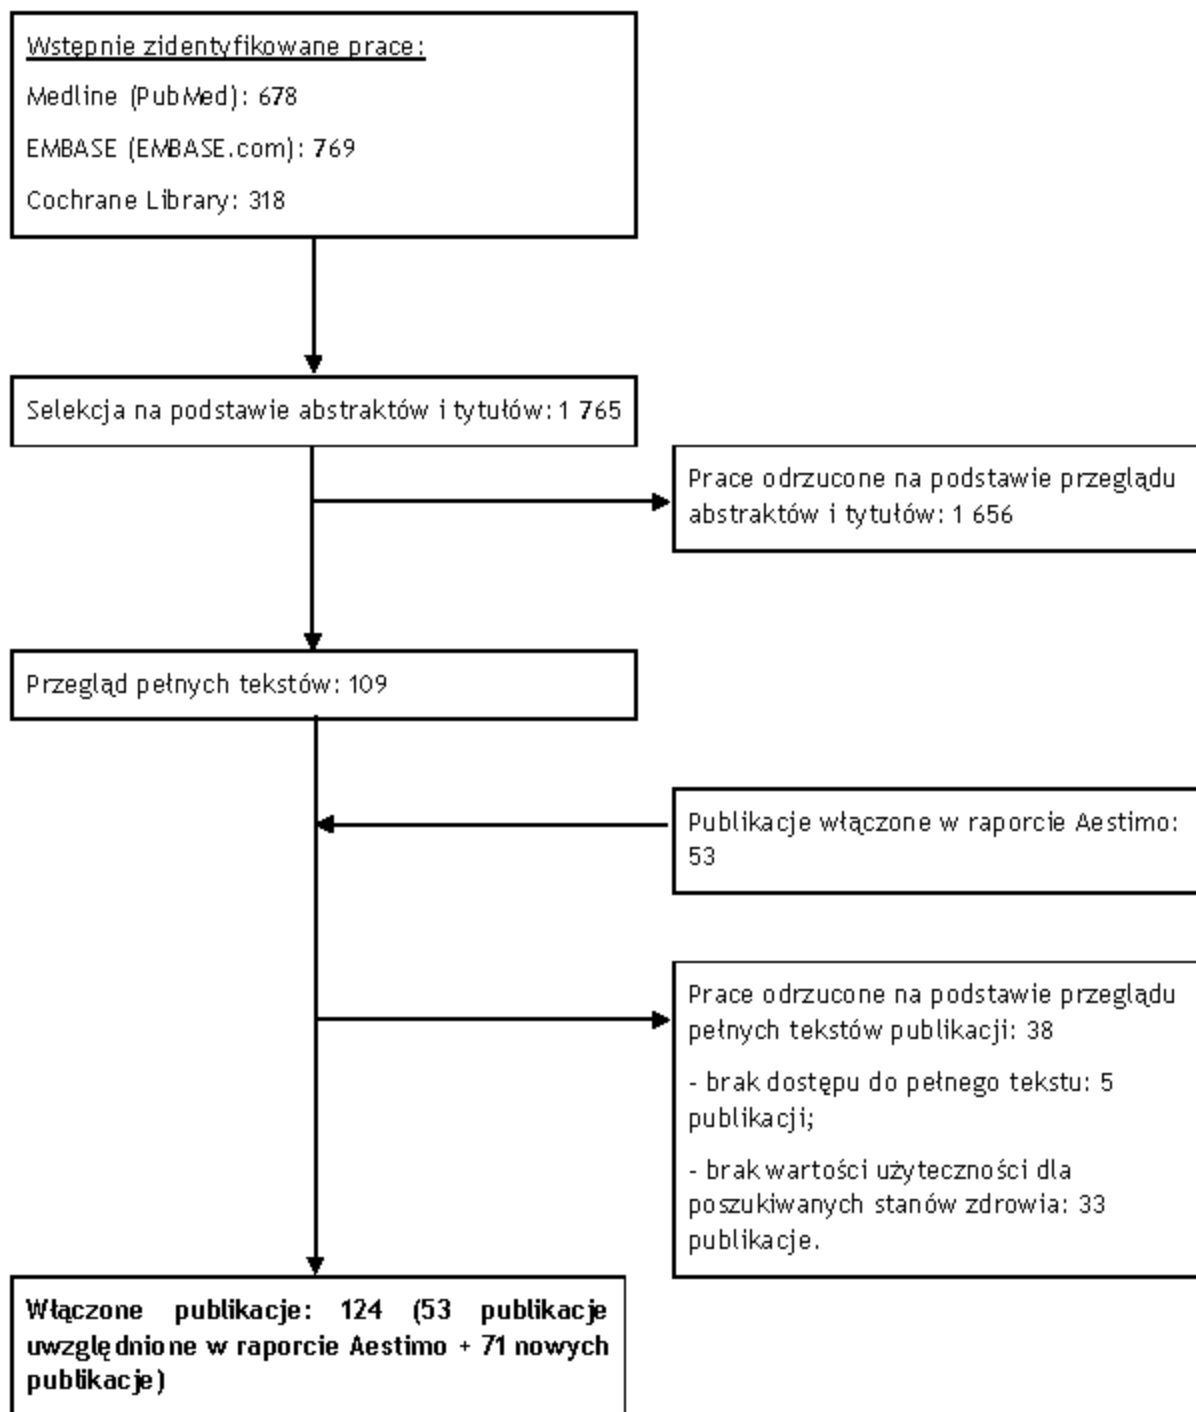 Wstępnie zidentyfikowane prace:
Medline (PubMed): 678
EMBASE (EMBASE.com): 769
Cochrane Library: 318
Selekcja na podstawie abstraktów i tytułów: 1 765
Prace odrzucone na podstawie przeglądu
abstraktów i tytułów: 1 656
Przegląd pełnych tekstów: 109
Publikacje włączone w raporcie Aestimo:
53
Prace odrzucone na podstawie przeglądu
pełnych tekstów publikacji: 38
- brak dostępu do pełnego tekstu: 5
publikacji;
- brak wartości użyteczności dla
poszukiwanych stanów zdrowia: 33
publikacje.
Włączone publikacje: 124 (53 publikacje
uwzględnione w raporcie Aestimo + 71 nowych
publikacje)